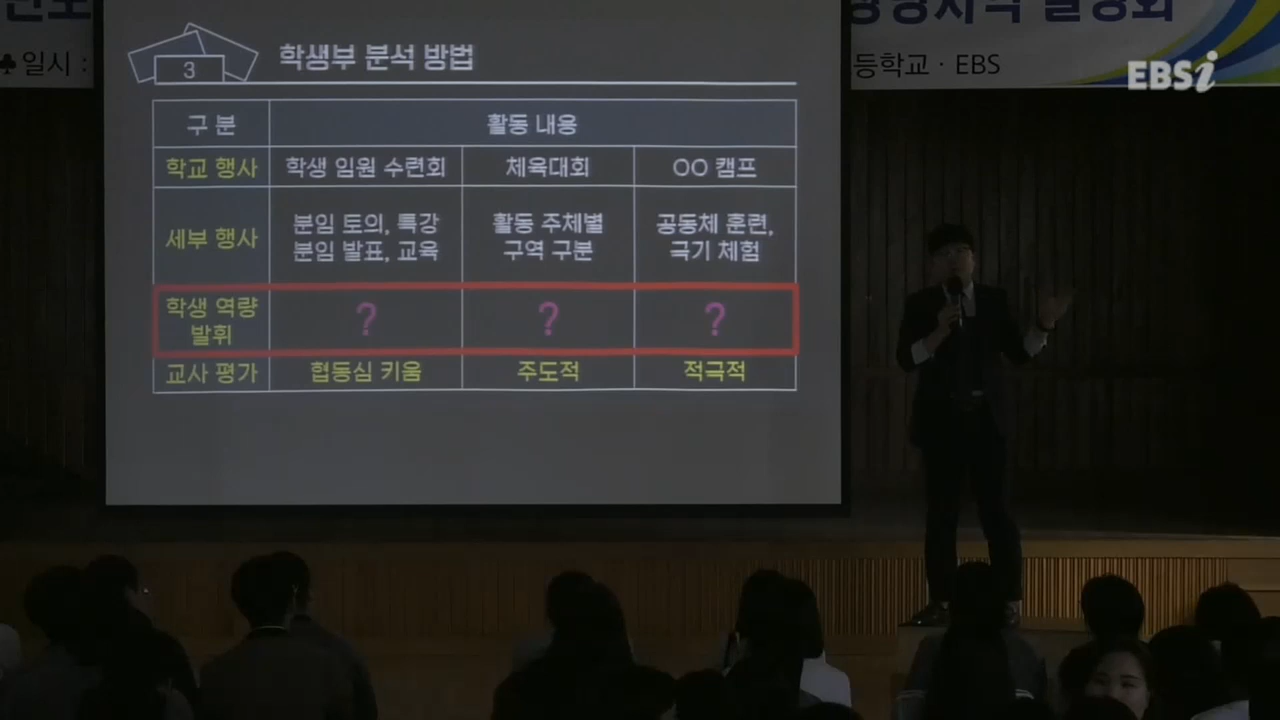 ♣일시 :
등학교 · EBS
EBSi
3
학생부 분석 방법
구 분
활동 내용
학교 행사
학생 임원 수련회
체육대회
OO 캠프
세부 행사
분임 토의, 특강
분임 발표, 교육
활동 주체별
구역 구분
공동체 훈련,
극기 체험
학생 역량
발휘
?
?
?
교사 평가
협동심 키움
주도적
적극적